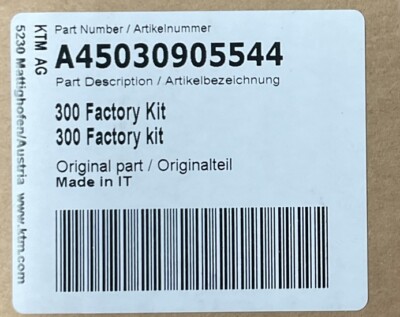 Part Number / Artikelnummer
A45030905544
Part Description / Artikelbezeichnung
300 Factory Kit
300 Factory kit
Original part / Originalteil
Made in IT
KTM AG
5230 Mattighofen/Austria www.ktm.com